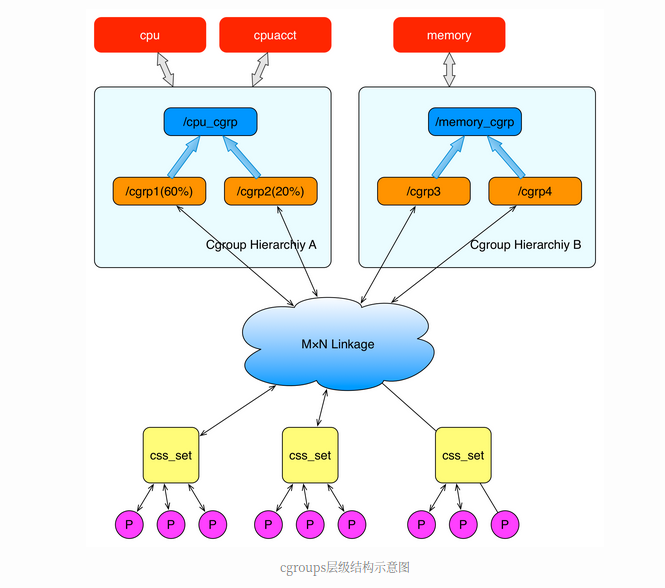 cpu
cpuacct
memory
/cpu_cgrp
/memory_cgrp
/cgrp1(60%)
/cgrp2(20%)
/cgrp3
/cgrp4
Cgroup Hierarchiy A
Cgroup Hierarchiy B
M×N Linkage
css_set
css_set
css_set
P
P
P
P
P
P
P
P
P
cgroups层级结构示意图